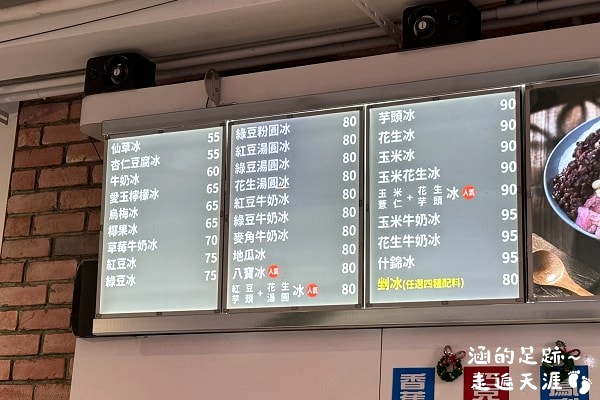 仙草冰 55
杏仁豆腐冰 55
牛奶冰 60
愛玉檸檬冰 65
烏梅冰 65
椰果冰 65
草莓牛奶冰 70
紅豆冰 75
綠豆冰 75
綠豆粉圓冰 80
紅豆湯圓冰 80
綠豆湯圓冰 80
花生湯圓冰 80
紅豆牛奶冰 80
綠豆牛奶冰 80
麥角牛奶冰 80
地瓜冰 80
八寶冰 人氣 80
紅豆 芋頭 + 花生 湯圓 冰 人氣 80
芋頭冰 90
花生冰 90
玉米冰 90
玉米花生冰 90
玉米 薏仁 + 花生 芋頭 冰 人氣 90
玉米牛奶冰 95
花生牛奶冰 95
什錦冰 95
剉冰(任選四種配料) 80
香蕉
涵的足跡~
走遍天涯